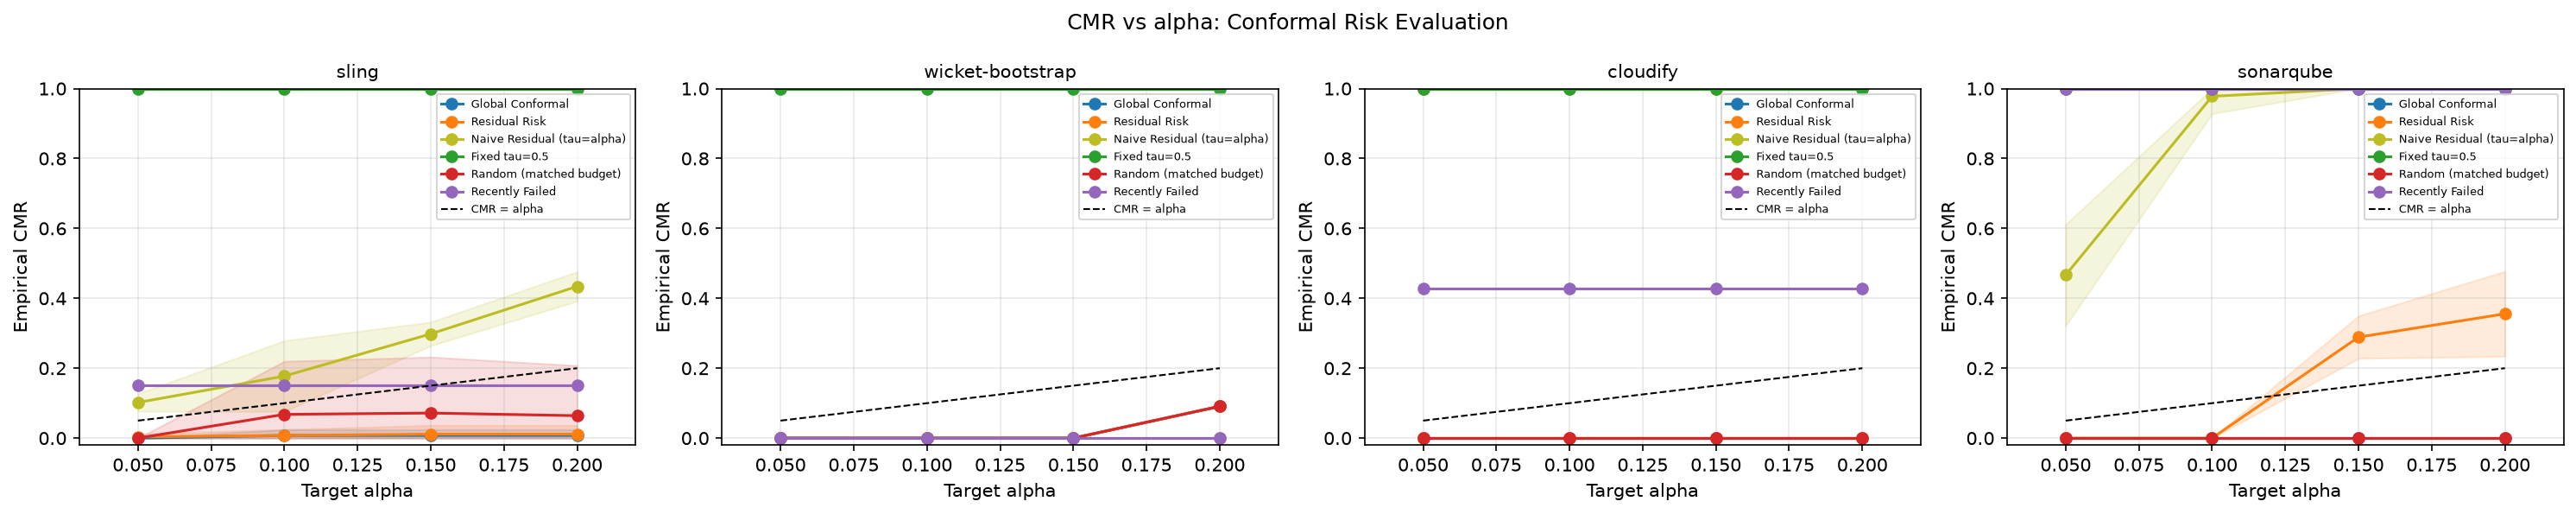 CMR vs alpha: Conformal Risk Evaluation
sling
Empirical CMR
1.0
0.8
0.6
0.4
0.2
0.0
0.050 0.075 0.100 0.125 0.150 0.175 0.200
Target alpha
Global Conformal
Residual Risk
Naive Residual (tau=alpha)
Fixed tau=0.5
Random (matched budget)
Recently Failed
CMR = alpha
wicket-bootstrap
Empirical CMR
1.0
0.8
0.6
0.4
0.2
0.0
0.050 0.075 0.100 0.125 0.150 0.175 0.200
Target alpha
Global Conformal
Residual Risk
Naive Residual (tau=alpha)
Fixed tau=0.5
Random (matched budget)
Recently Failed
CMR = alpha
cloudify
Empirical CMR
1.0
0.8
0.6
0.4
0.2
0.0
0.050 0.075 0.100 0.125 0.150 0.175 0.200
Target alpha
Global Conformal
Residual Risk
Naive Residual (tau=alpha)
Fixed tau=0.5
Random (matched budget)
Recently Failed
CMR = alpha
sonarqube
Empirical CMR
1.0
0.8
0.6
0.4
0.2
0.0
0.050 0.075 0.100 0.125 0.150 0.175 0.200
Target alpha
Global Conformal
Residual Risk
Naive Residual (tau=alpha)
Fixed tau=0.5
Random (matched budget)
Recently Failed
CMR = alpha